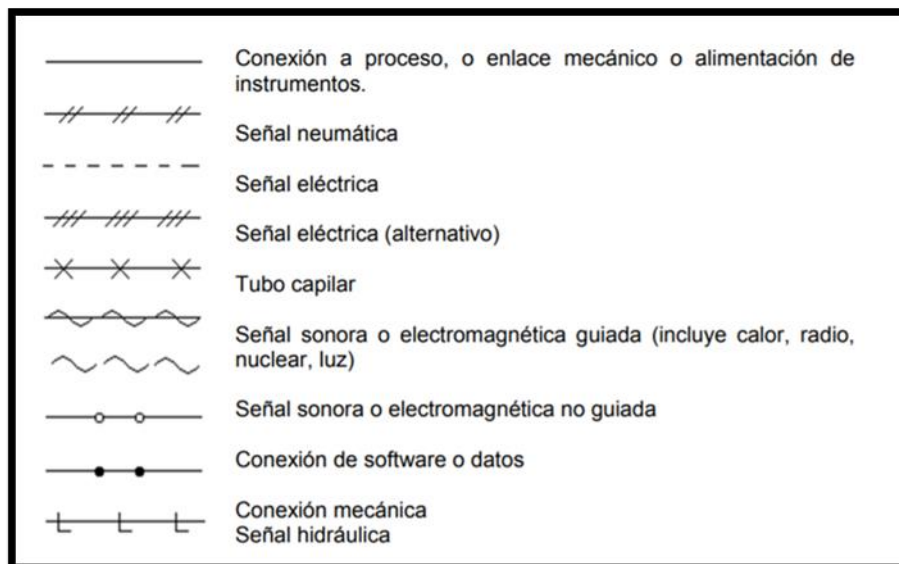 Conexión a proceso, o enlace mecánico o alimentación de
instrumentos.
Señal neumática
Señal eléctrica
Señal eléctrica (alternativo)
Tubo capilar
Señal sonora o electromagnética guiada (incluye calor, radio,
nuclear, luz)
Señal sonora o electromagnética no guiada
Conexión de software o datos
Conexión mecánica
Señal hidráulica